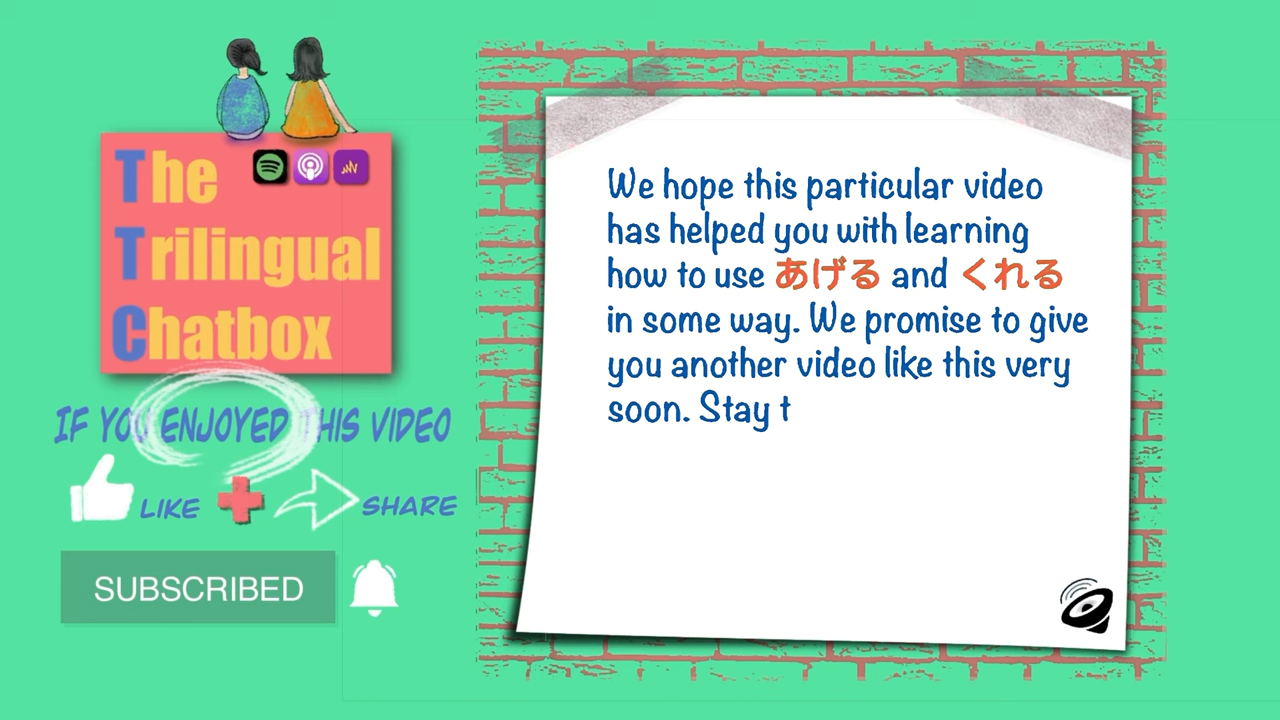 The
Trilingual
Chatbox
IF YOU ENJOYED THIS VIDEO
LIKE
SHARE
SUBSCRIBED
We hope this particular video
has helped you with learning
how to use あげる and くれる
in some way. We promise to give
you another video like this very
soon. Stay t